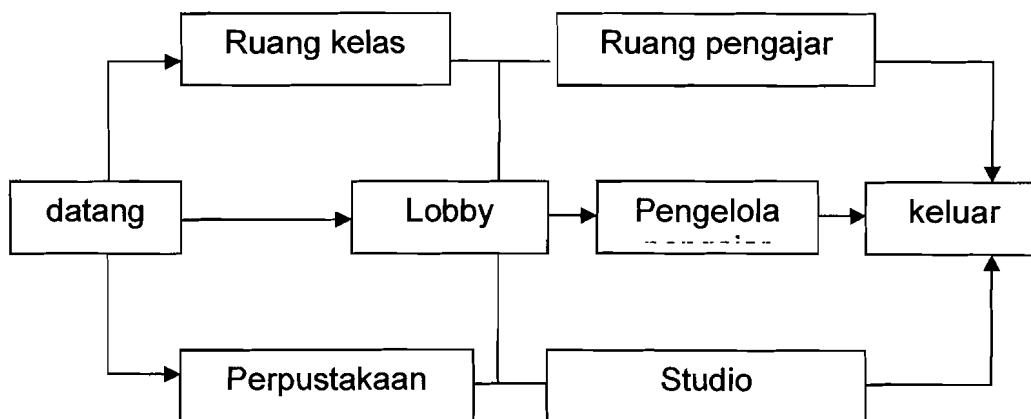 Ruang kelas
Ruang pengajar
datang
Lobby
Pengelola
keluar
Perpustakaan
Studio